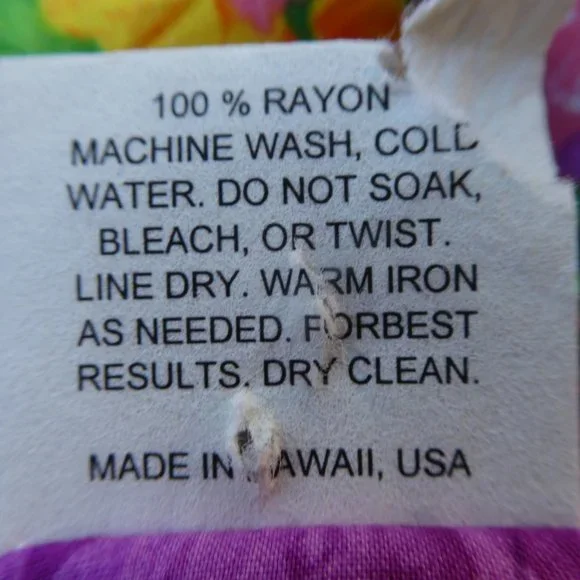 100 % RAYON
MACHINE WASH, COLD
WATER. DO NOT SOAK,
BLEACH, OR TWIST.
LINE DRY. WARM IRON
AS NEEDED. FORBEST
RESULTS. DRY CLEAN.
MADE IN HAWAII, USA